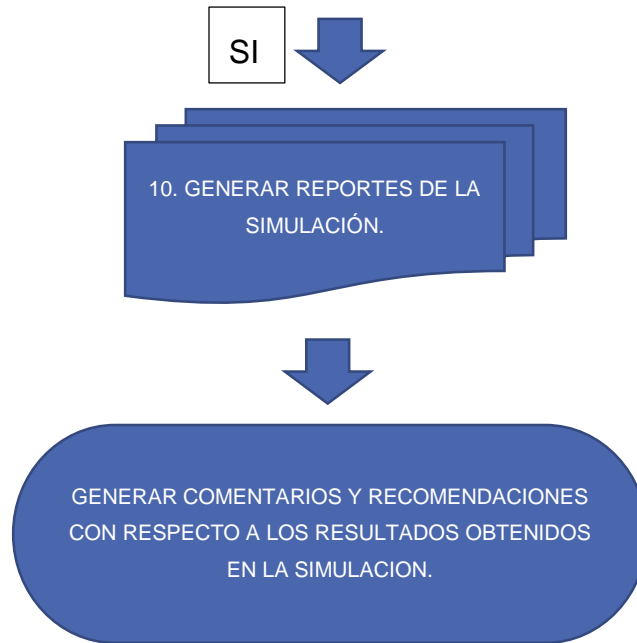 SI
10. GENERAR REPORTES DE LA
SIMULACIÓN.
GENERAR COMENTARIOS Y RECOMENDACIONES
CON RESPECTO A LOS RESULTADOS OBTENIDOS
EN LA SIMULACION.